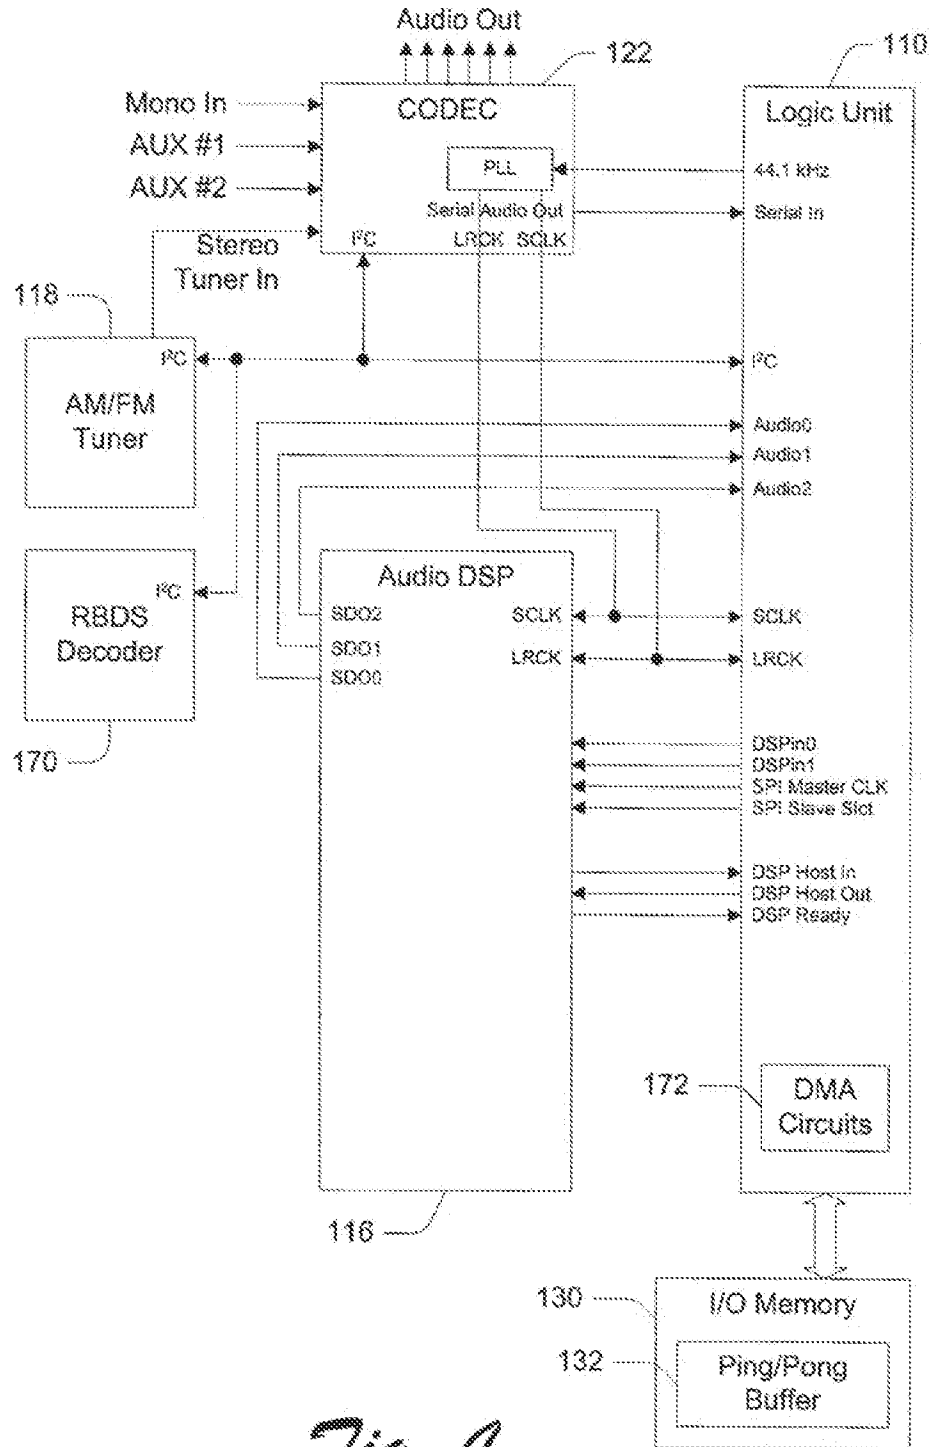 Audio Out
122
110
Mono In
AUX #1
AUX #2
CODEC
PLL
Serial Audio Out
I²C
LRCK
SCLK
Logic Unit
44.1 kHz
Serial In
Stereo
Tuner In
118
I²C
AM/FM
Tuner
I²C
Audio0
Audio1
Audio2
I²C
RBDS
Decoder
170
Audio DSP
SDO2
SDO1
SDO0
SCLK
LRCK
SCLK
LRCK
DSPin0
DSPin1
SPI Master CLK
SPI Slave Slct
DSP Host In
DSP Host Out
DSP Ready
172
DMA
Circuits
116
130
I/O Memory
132
Ping/Pong
Buffer
Fig.